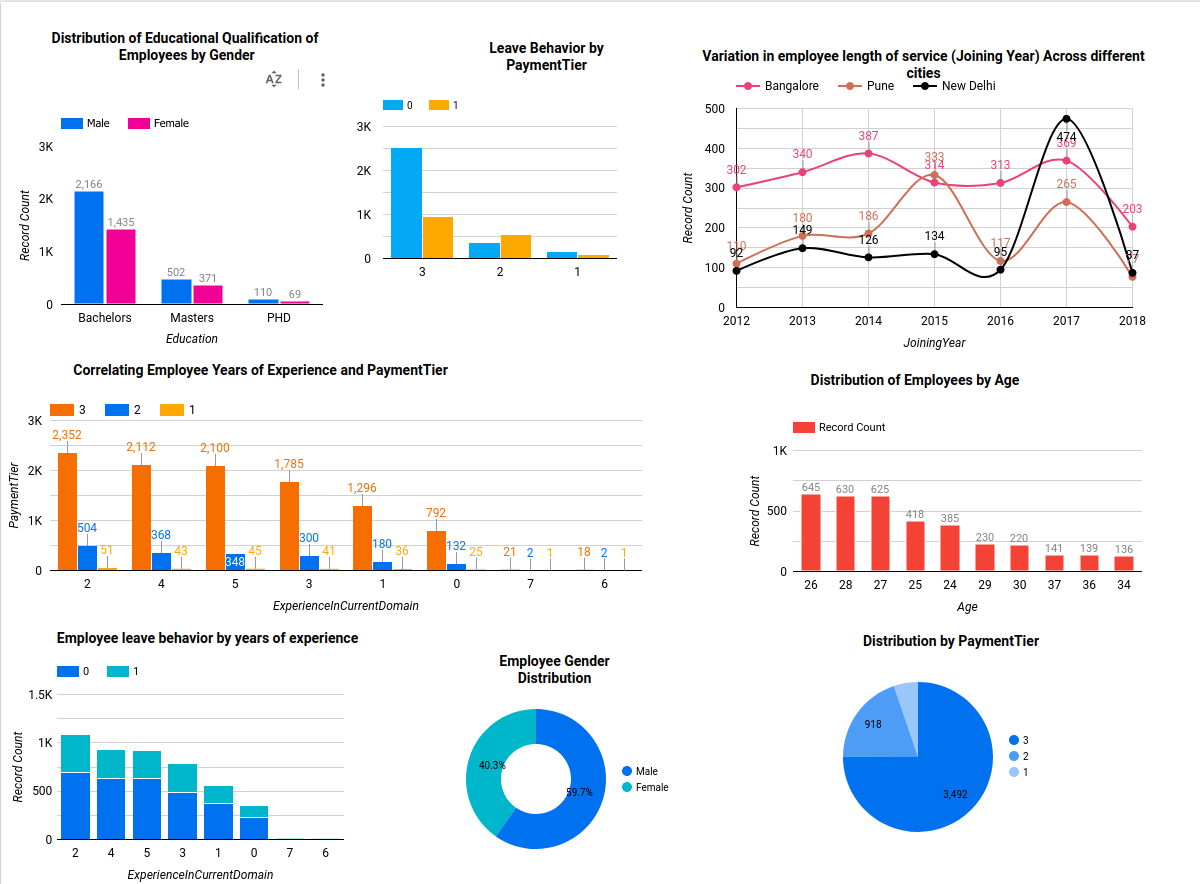 Distribution of Educational Qualification of
Employees by Gender
AZ
Male Female
3K
2K
1K
0
Record Count
2,166
1,435
502
371
110
69
Bachelors Masters PHD
Education
Leave Behavior by
PaymentTier
0 1
3K
2K
1K
0
3 2 1
Variation in employee length of service (Joining Year) Across different
cities
Bangalore Pune New Delhi
500
400
300
200
100
0
Record Count
302 340 387 314 313 369 203
110 180 186 333 117 265
92 149 126 134 95 474 87
2012 2013 2014 2015 2016 2017 2018
JoiningYear
Correlating Employee Years of Experience and PaymentTier
3 2 1
3K
2K
1K
0
PaymentTier
2,352 504 51
2,112 368 43
2,100 348 45
1,785 300 41
1,296 180 36
792 132 25
21 2 1
18 2 1
2 4 5 3 1 0 7 6
ExperienceInCurrentDomain
Distribution of Employees by Age
Record Count
1K
500
0
Record Count
645 630 625 418 385 230 220 141 139 136
26 28 27 25 24 29 30 37 36 34
Age
Employee leave behavior by years of experience
0 1
1.5K
1K
500
0
Record Count
2 4 5 3 1 0 7 6
ExperienceInCurrentDomain
Employee Gender
Distribution
40.3%
59.7%
Male
Female
Distribution by PaymentTier
918
3,492
3
2
1